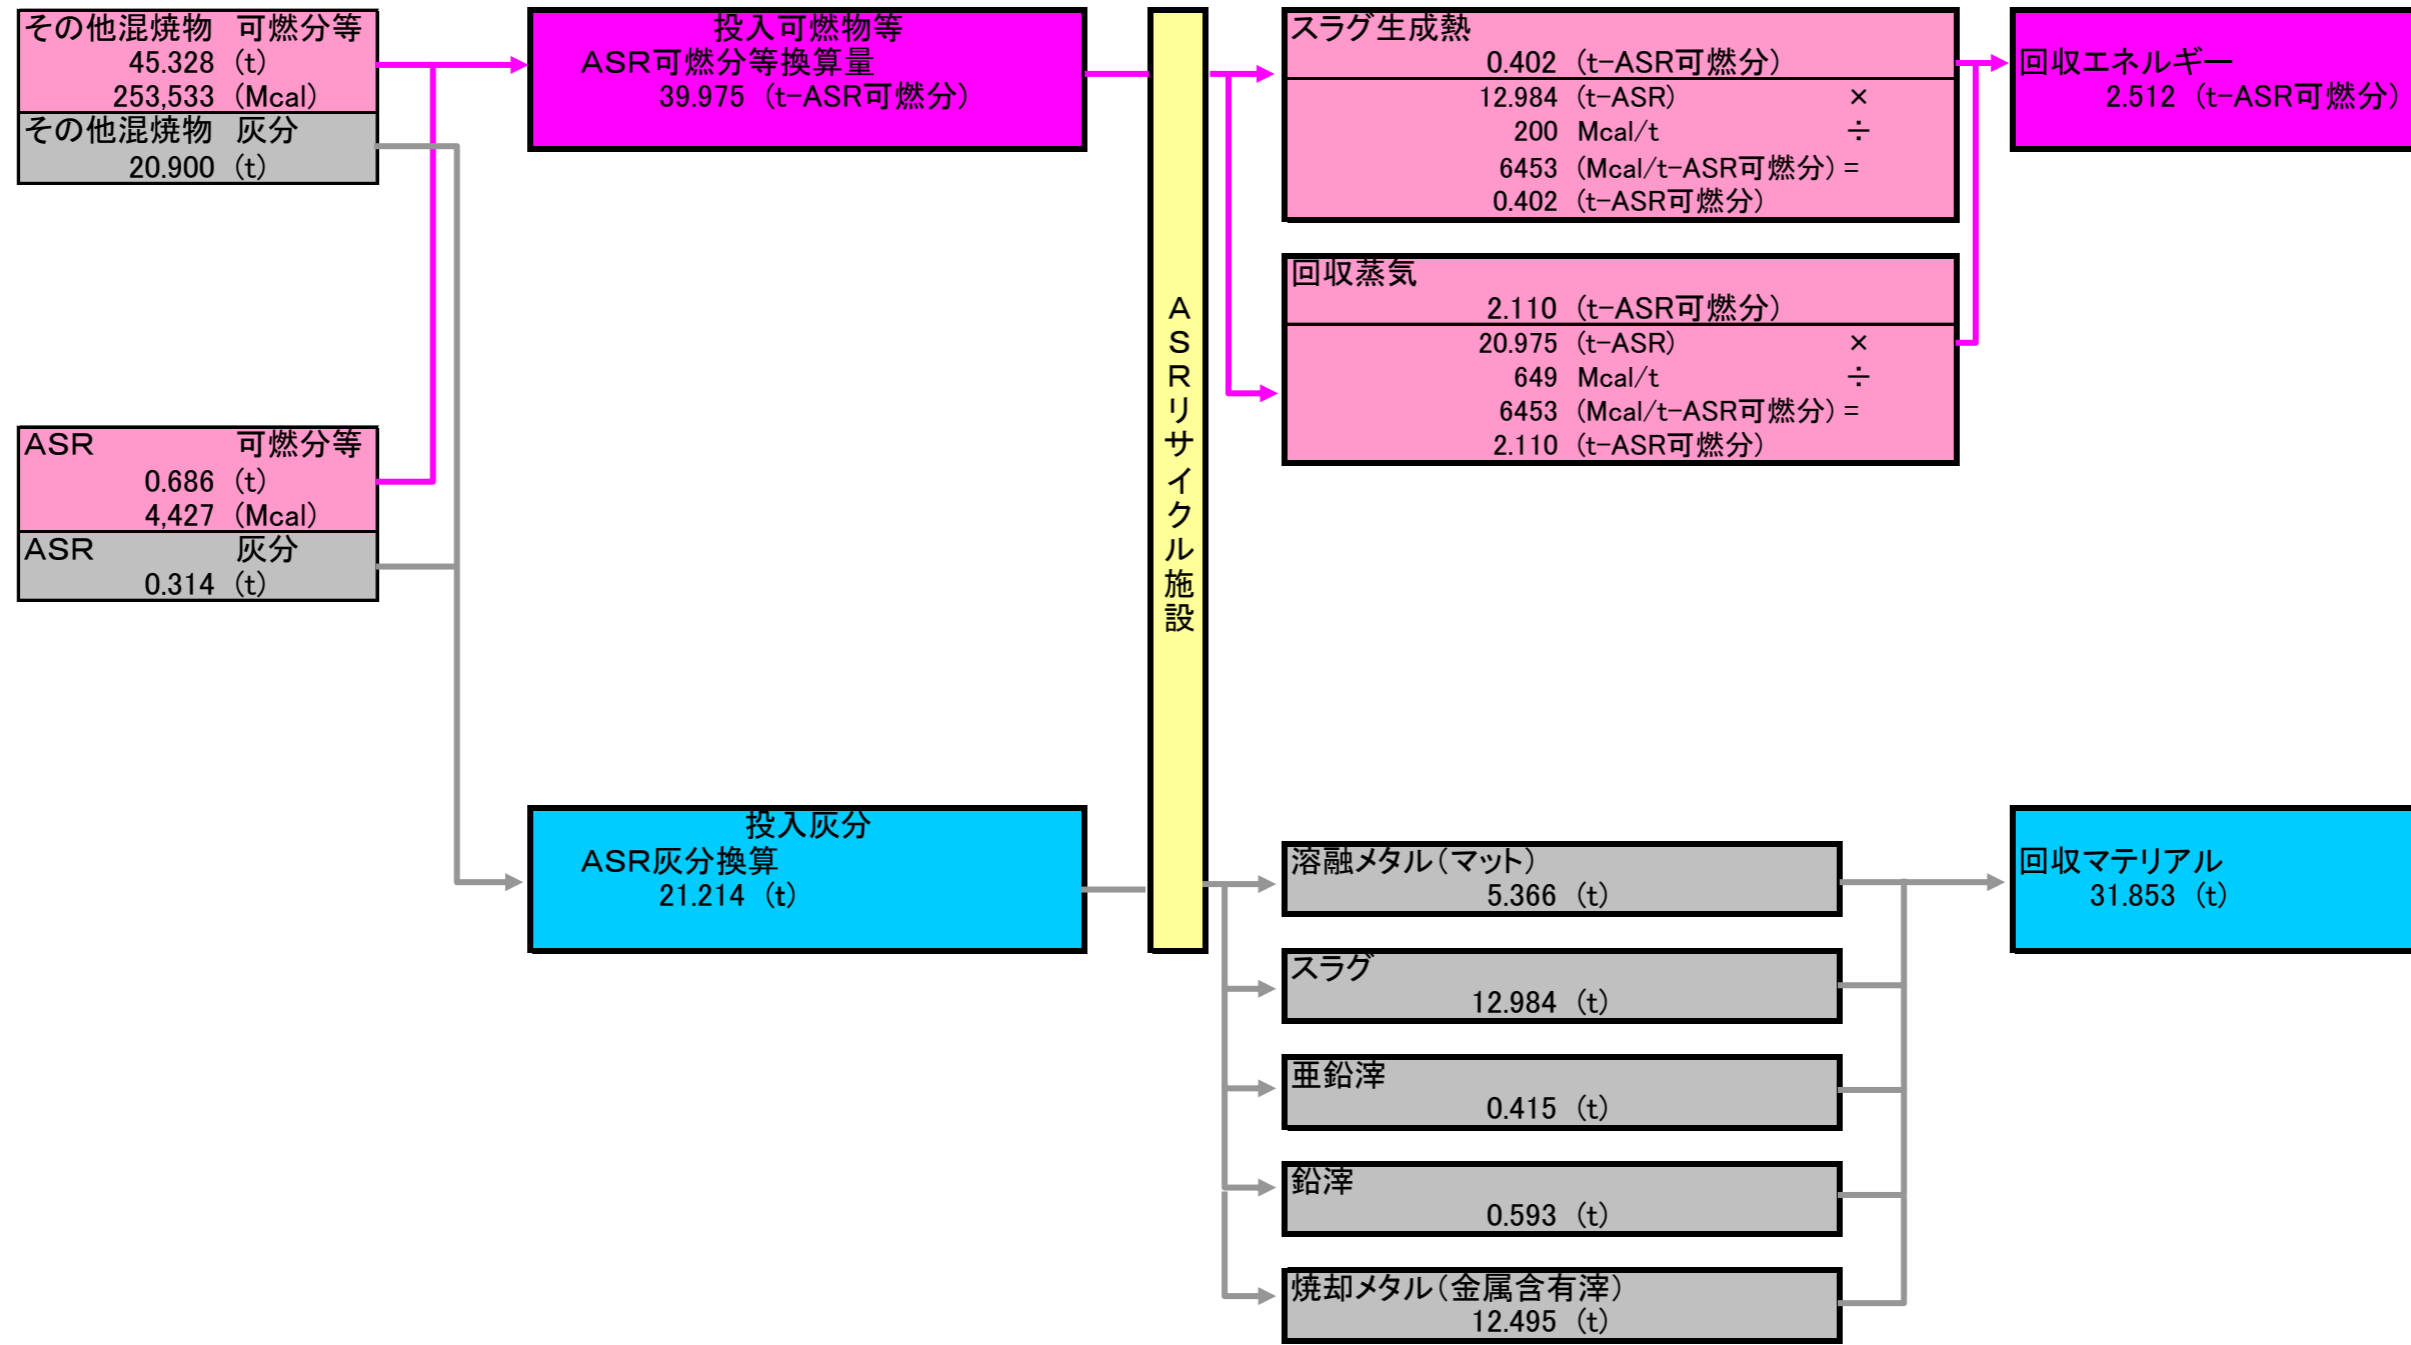 その他混焼物 可燃分等
45.328 (t)
253,533 (Mcal)
その他混焼物 灰分
20.900 (t)
ASR 可燃分等
0.686 (t)
4,427 (Mcal)
ASR 灰分
0.314 (t)
投入可燃物等
ASR可燃分等換算量
39.975 (t-ASR可燃分)
投入灰分
ASR灰分換算
21.214 (t)
ASRリサイクル施設
スラグ生成熱
0.402 (t-ASR可燃分)
12.984 (t-ASR) ×
200 Mcal/t ÷
6453 (Mcal/t-ASR可燃分) =
0.402 (t-ASR可燃分)
回収蒸気
2.110 (t-ASR可燃分)
20.975 (t-ASR) ×
649 Mcal/t ÷
6453 (Mcal/t-ASR可燃分) =
2.110 (t-ASR可燃分)
溶融メタル(マット)
5.366 (t)
スラグ
12.984 (t)
亜鉛滓
0.415 (t)
鉛滓
0.593 (t)
焼却メタル(金属含有滓)
12.495 (t)
回収エネルギー
2.512 (t-ASR可燃分)
回収マテリアル
31.853 (t)